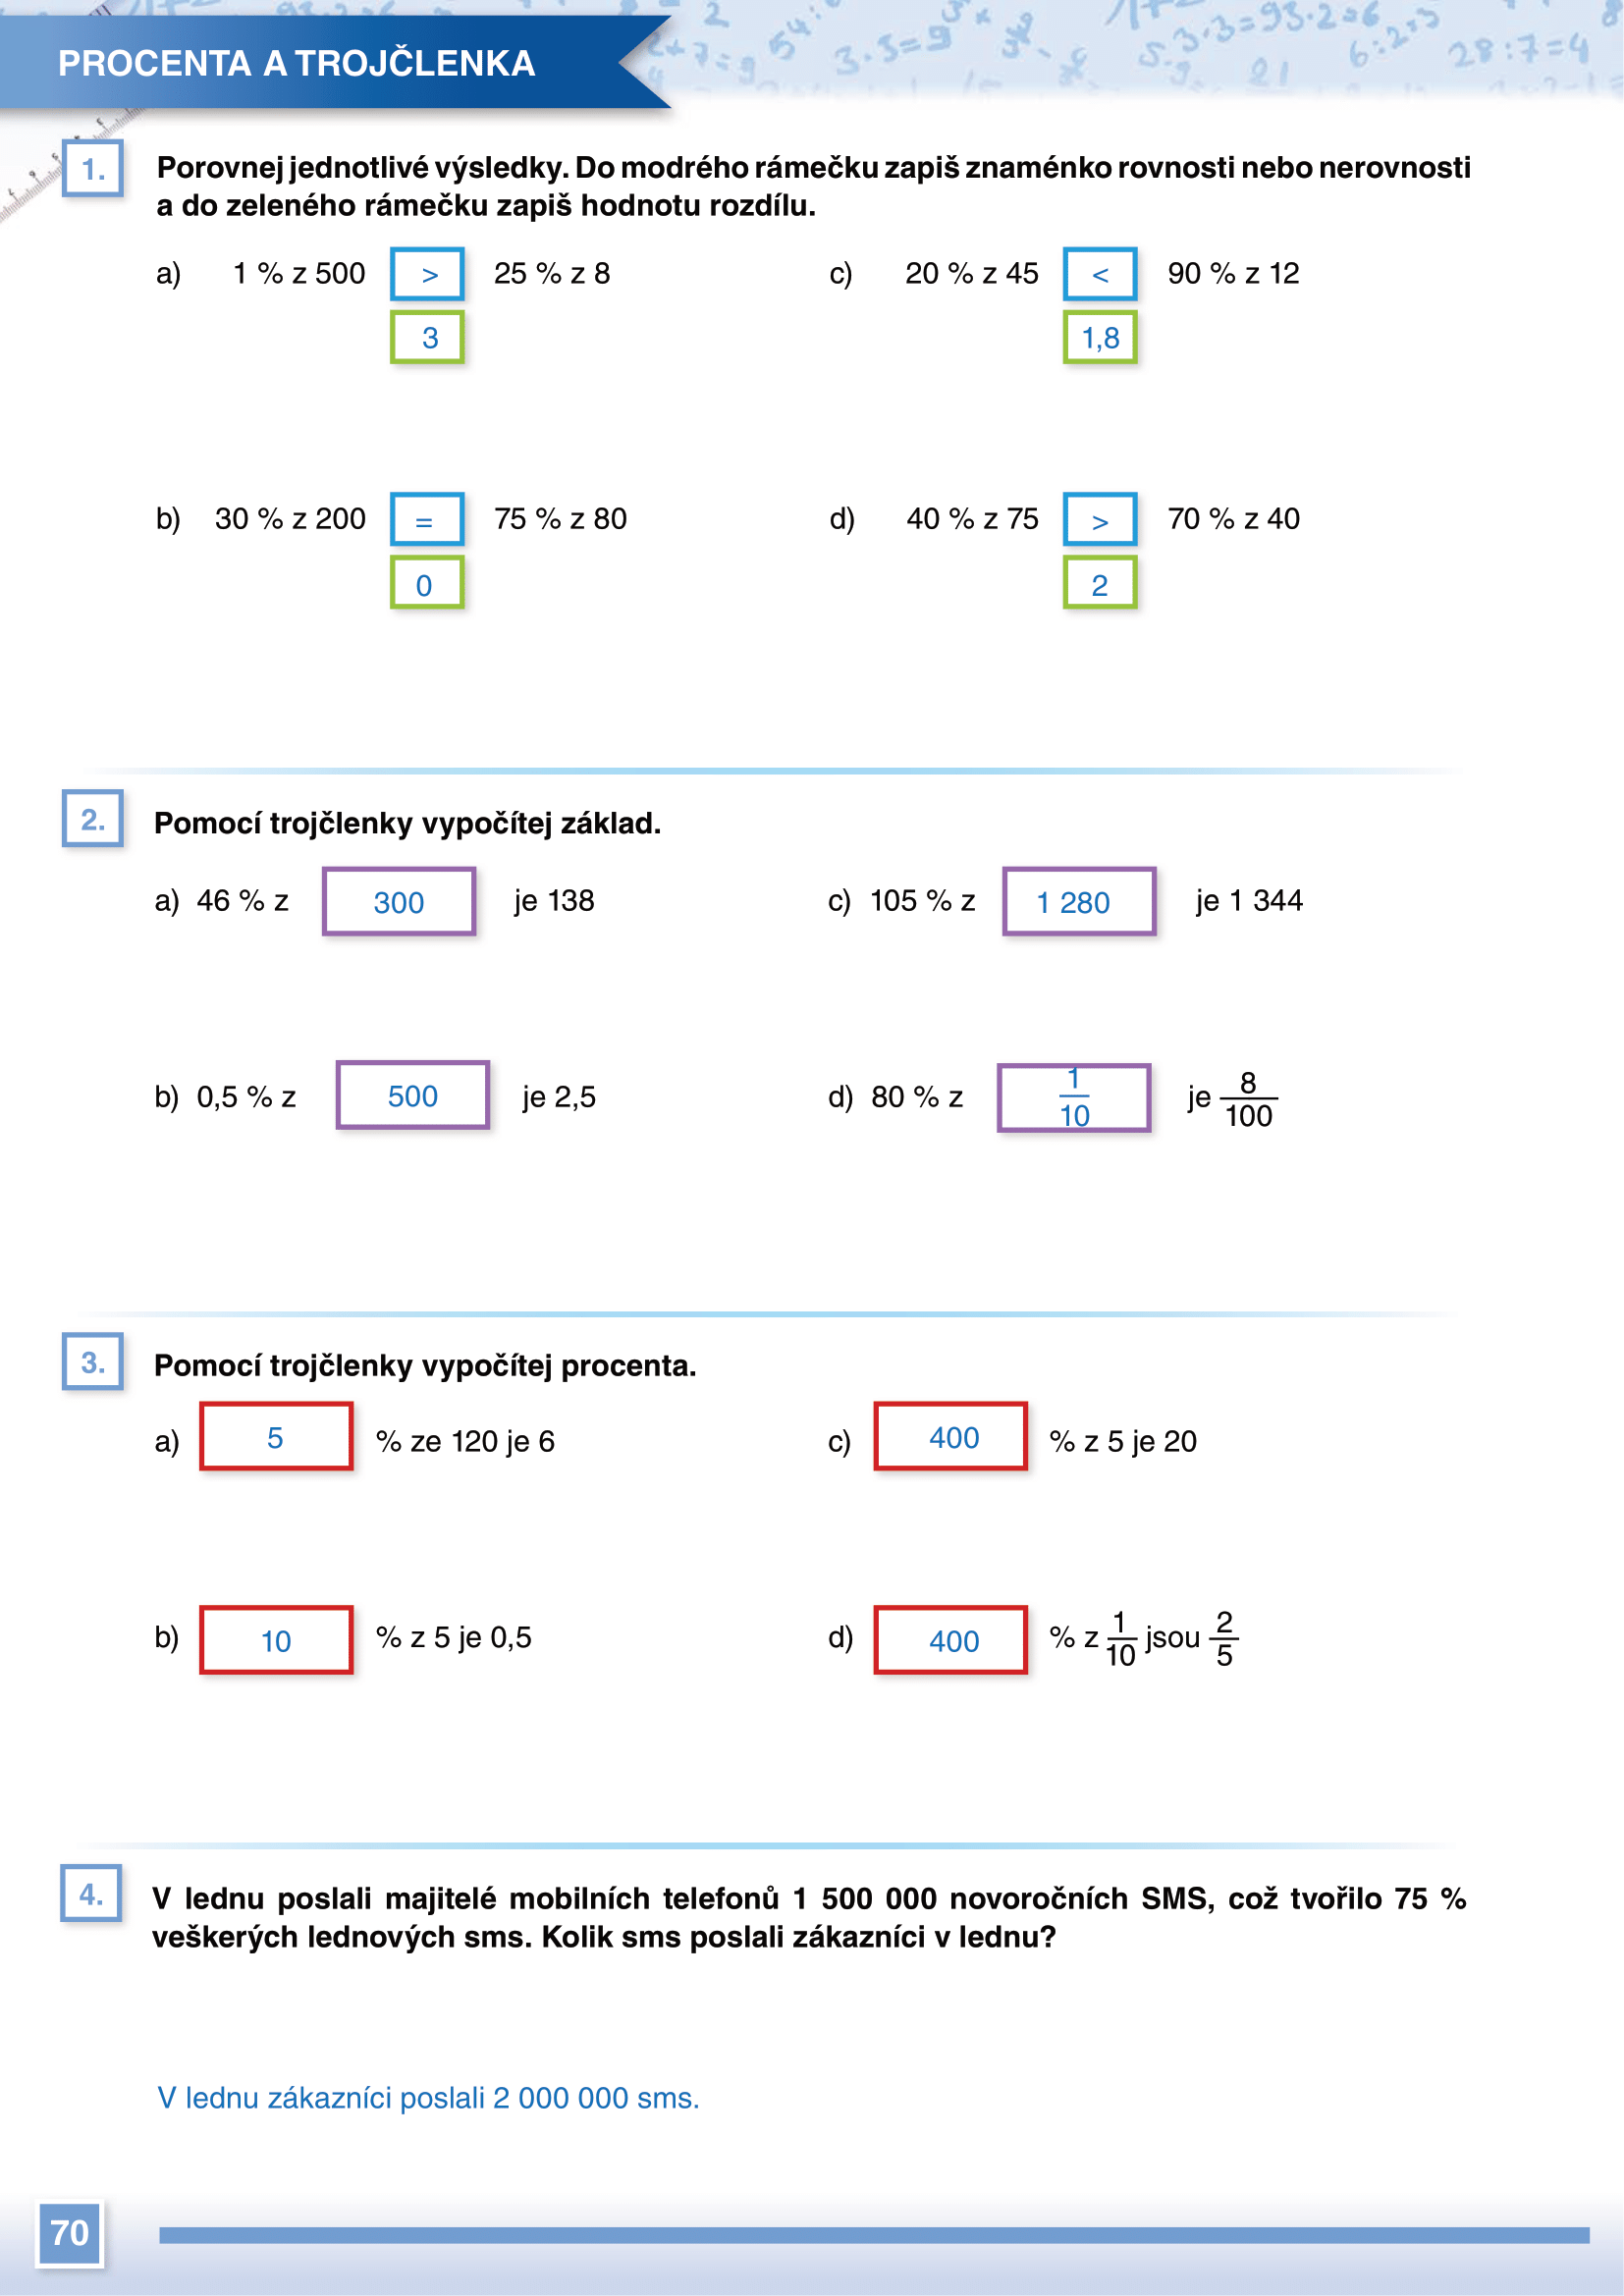 PROCENTA A TROJČLENKA
1. Porovnej jednotlivé výsledky. Do modrého rámečku zapiš znaménko rovnosti nebo nerovnosti
a do zeleného rámečku zapiš hodnotu rozdílu.
a) 1 % z 500 > 25 % z 8
3
c) 20 % z 45 < 90 % z 12
1,8
b) 30 % z 200 = 75 % z 80
0
d) 40 % z 75 > 70 % z 40
2
2. Pomocí trojčlenky vypočítej základ.
a) 46 % z 300 je 138
c) 105 % z 1 280 je 1 344
b) 0,5 % z 500 je 2,5
d) 80 % z 1/10 je 8/100
3. Pomocí trojčlenky vypočítej procenta.
a) 5 % ze 120 je 6
c) 400 % z 5 je 20
b) 10 % z 5 je 0,5
d) 400 % z 1/10 jsou 2/5
4. V lednu poslali majitelé mobilních telefonů 1 500 000 novoročních SMS, což tvořilo 75 %
veškerých lednových sms. Kolik sms poslali zákazníci v lednu?
V lednu zákazníci poslali 2 000 000 sms.
70